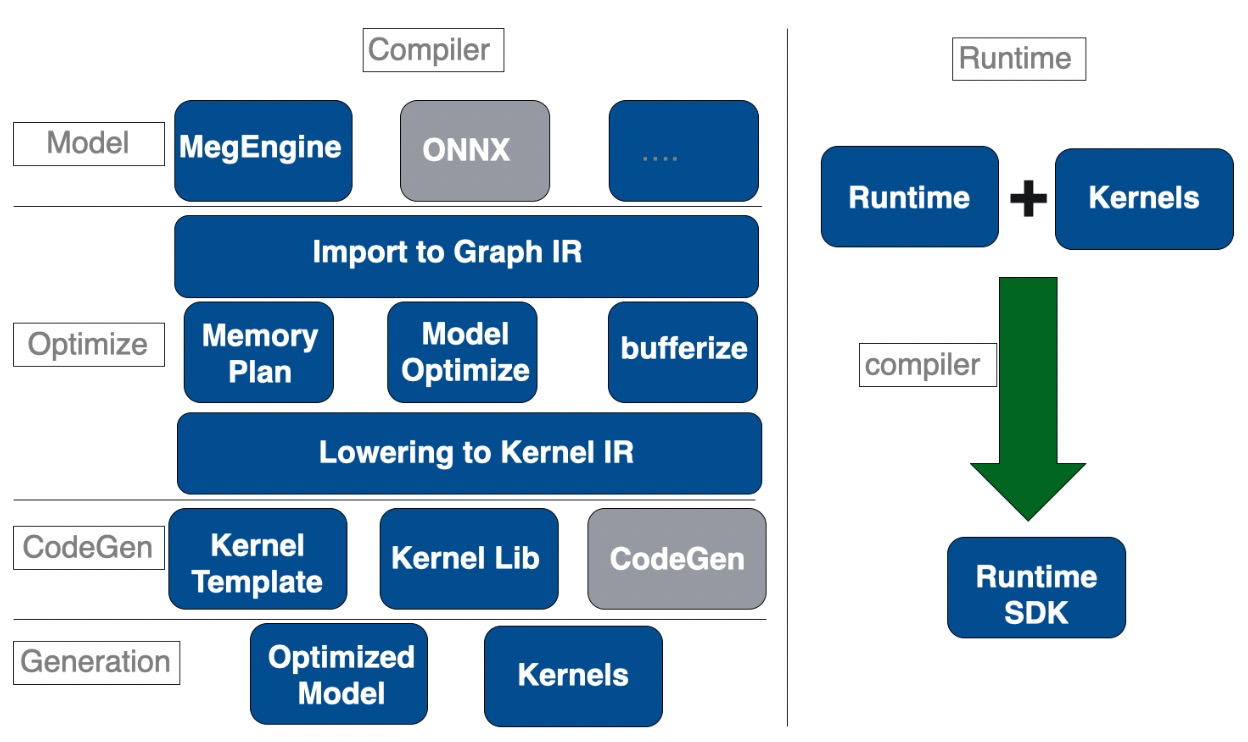 Compiler
Runtime
Model
MegEngine
ONNX
....
Runtime
+
Kernels
Import to Graph IR
Optimize
Memory
Plan
Model
Optimize
bufferize
compiler
Lowering to Kernel IR
CodeGen
Kernel
Template
Kernel Lib
CodeGen
Runtime
SDK
Generation
Optimized
Model
Kernels